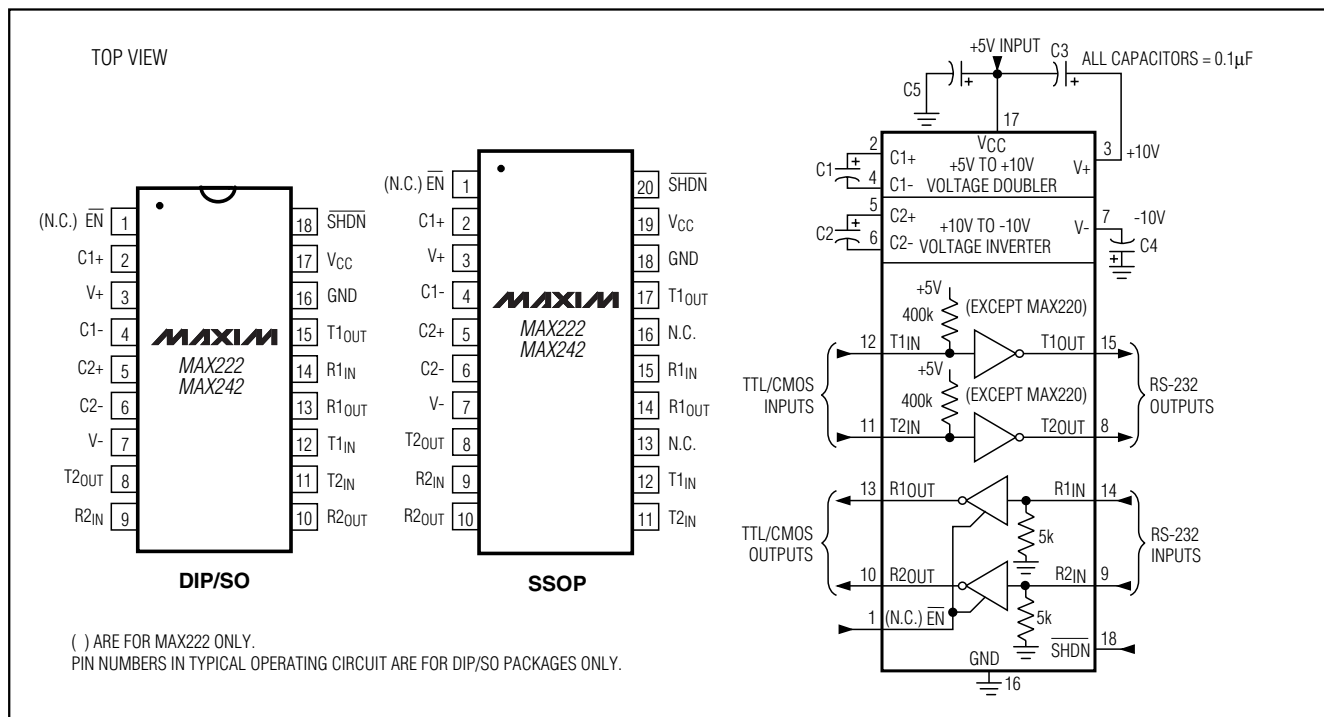 TOP VIEW
(N.C.) EN 1
C1+ 2
V+ 3
C1- 4
C2+ 5
C2- 6
V- 7
T2OUT 8
R2IN 9
18 SHDN
17 VCC
16 GND
15 T1OUT
14 R1IN
13 R1OUT
12 T1IN
11 T2IN
10 R2OUT
MAXIM
MAX222
MAX242
DIP/SO
(N.C.) EN 1
C1+ 2
V+ 3
C1- 4
C2+ 5
C2- 6
V- 7
T2OUT 8
R2IN 9
R2OUT 10
20 SHDN
19 VCC
18 GND
17 T1OUT
16 N.C.
15 R1IN
14 R1OUT
13 N.C.
12 T1IN
11 T2IN
MAXIM
MAX222
MAX242
SSOP
( ) ARE FOR MAX222 ONLY.
PIN NUMBERS IN TYPICAL OPERATING CIRCUIT ARE FOR DIP/SO PACKAGES ONLY.
+5V INPUT
C3
ALL CAPACITORS = 0.1μF
C5
+
+
17
VCC
2
C1+
+5V TO +10V
VOLTAGE DOUBLER
V+
3
+10V
C1
+
4
C1-
5
C2+
+10V TO -10V
VOLTAGE INVERTER
V-
7
-10V
C2
+
6
C2-
C4
+
+5V
400k
(EXCEPT MAX220)
12
T1IN
T1OUT
15
TTL/CMOS
INPUTS
+5V
400k
(EXCEPT MAX220)
RS-232
OUTPUTS
11
T2IN
T2OUT
8
13
R1OUT
R1IN
14
TTL/CMOS
OUTPUTS
5k
RS-232
INPUTS
10
R2OUT
R2IN
9
5k
1
(N.C.) EN
SHDN
18
GND
16